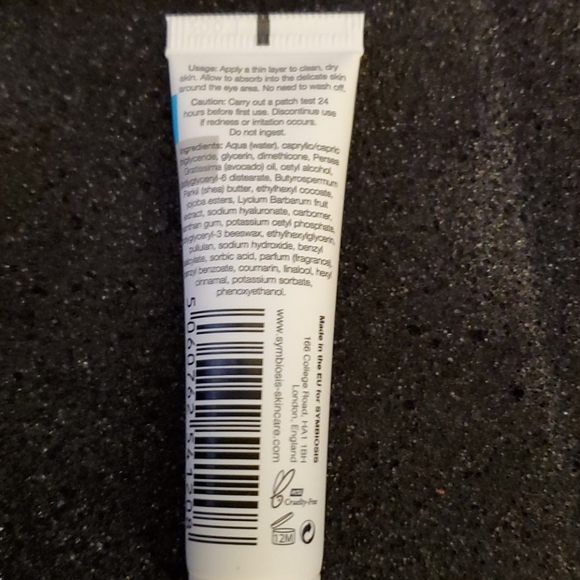 Usage: Apply a thin layer to clean, dry
skin. Allow to absorb into the delicate skin
around the eye area. No need to wash off.
Caution: Carry out a patch test 24
hours before first use. Discontinue use
if redness or irritation occurs.
Do not ingest.
Ingredients: Aqua (water), caprylic/capric
triglyceride, glycerin, dimethicone, Persea
Gratissima (avocado) oil, cetyl alcohol,
polyglyceryl-6 distearate, Butyrospermum
Parkii (shea) butter, ethylhexyl cocoate,
jojoba esters, Lycium Barbarum fruit
extract, sodium hyaluronate, carbomer,
xanthan gum, potassium cetyl phosphate,
polyglyceryl-3 beeswax, ethylhexylglycerin,
pullulan, sodium hydroxide, benzyl
salicylate, sorbic acid, parfum (fragrance),
benzyl benzoate, coumarin, linalool, hexyl
cinnamal, potassium sorbate,
phenoxyethanol.
Made in the EU for SYMBIOSIS
166 College Road, HA1 1BH
London, England
www.symbiosis-skincare.com
5 060762 541308
Cruelty-Free
12M